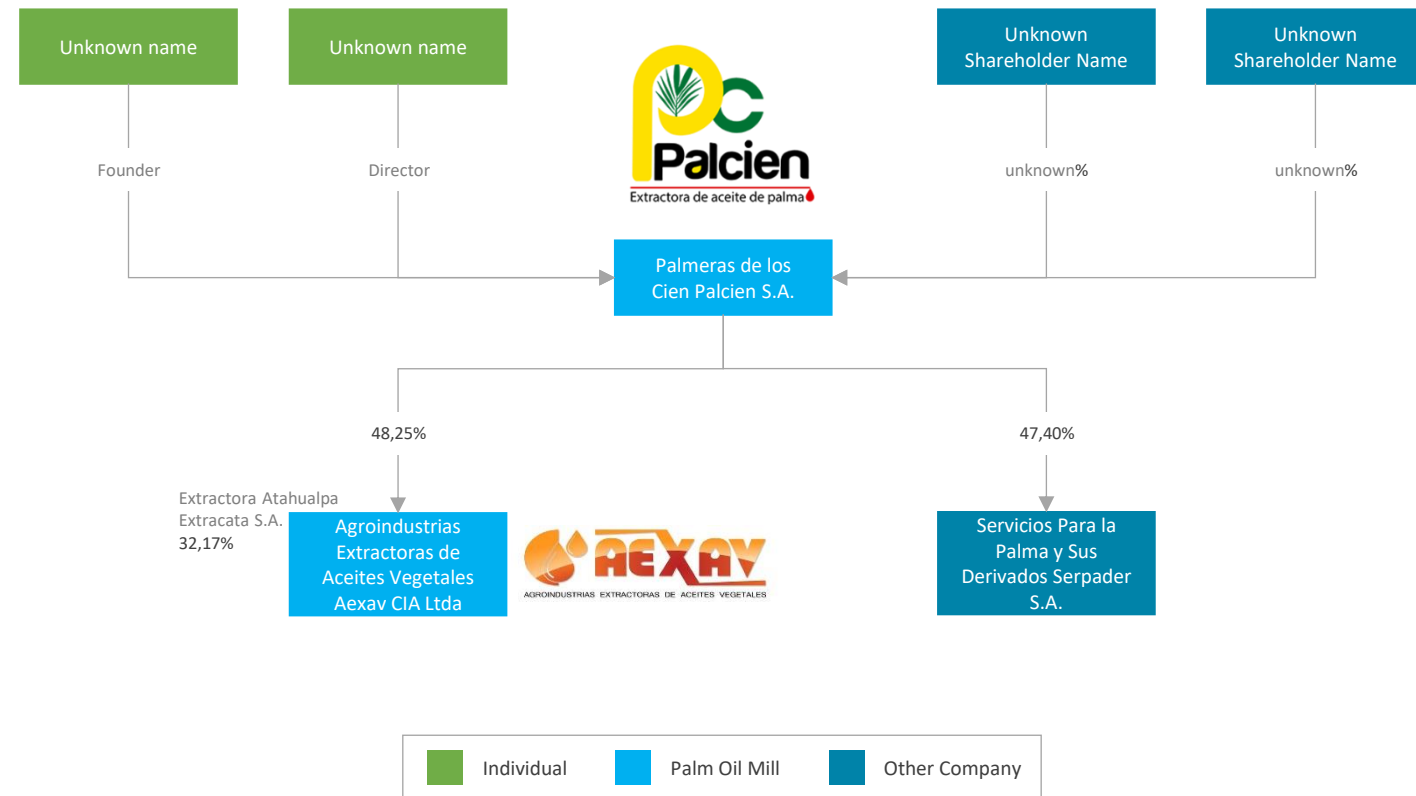 Unknown name
Unknown name
Unknown
Shareholder Name
Unknown
Shareholder Name
Founder
Director
unknown%
unknown%
PC
Palcien
Extractora de aceite de palma
Palmeras de los
Cien Palcien S.A.
48,25%
47,40%
Extractora Atahualpa
Extracata S.A.
32,17%
Agroindustrias
Extractoras de
Aceites Vegetales
Aexav CIA Ltda
AEXAV
AGROINDUSTRIAS EXTRACTORAS DE ACEITES VEGETALES
Servicios Para la
Palma y Sus
Derivados Serpader
S.A.
Individual
Palm Oil Mill
Other Company